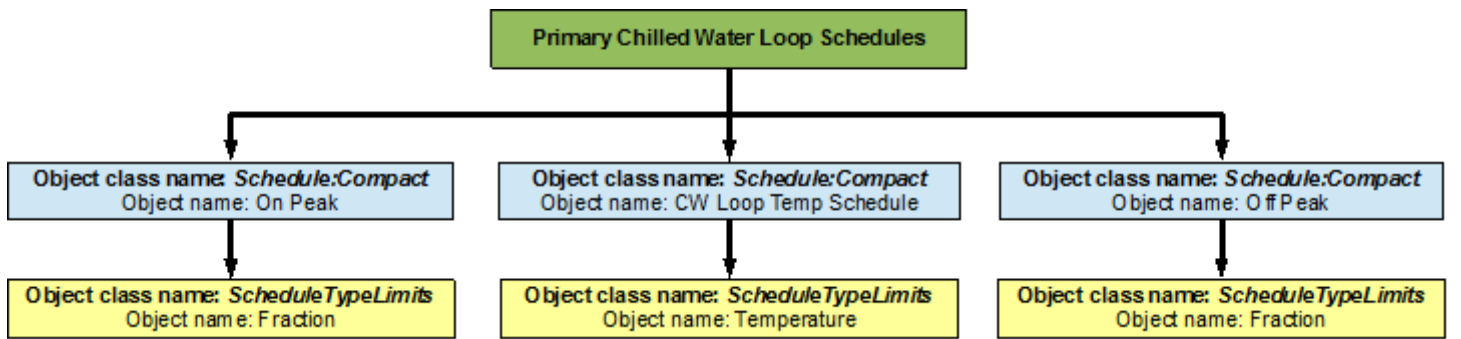 Primary Chilled Water Loop Schedules
Object class name: Schedule:Compact
Object name: On Peak
Object class name: Schedule:Compact
Object name: CW Loop Temp Schedule
Object class name: Schedule:Compact
Object name: Off Peak
Object class name: ScheduleTypeLimits
Object name: Fraction
Object class name: ScheduleTypeLimits
Object name: Temperature
Object class name: ScheduleTypeLimits
Object name: Fraction